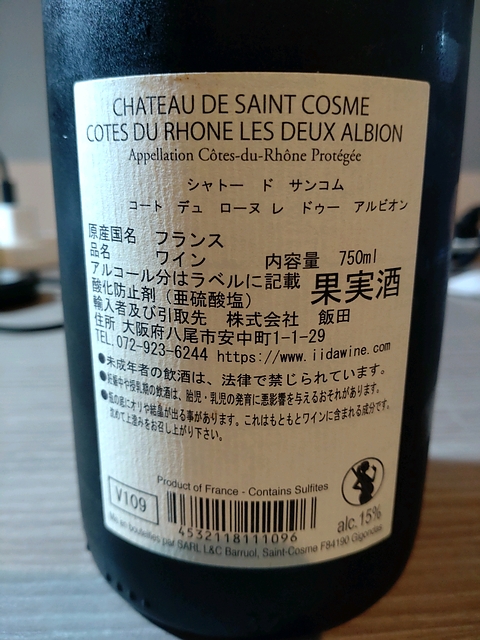 CHATEAU DE SAINT COSME
COTES DU RHONE LES DEUX ALBION
Appellation Côtes-du-Rhône Protégée
シャトー ド サンコム
コート デュ ローヌ レ ドゥー アルビオン
原産国名 フランス
品名 ワイン 内容量 750ml
アルコール分はラベルに記載
酸化防止剤（亜硫酸塩） 果実酒
輸入者及び引取先 株式会社 飯田
住所 大阪府八尾市安中町1-1-29
TEL.072-923-6244 https://www.iidawine.com
●未成年者の飲酒は、法律で禁じられています。
●妊娠中や授乳期の飲酒は、胎児・乳児の発育に悪影響を与えるおそれがあります。
●瓶の底にオリや結晶が出る事があります。これはもともとワインに含まれる成分です。
求めて上澄みをお召し上がり下さい。
Product of France - Contains Sulfites
V109
4532118111096
alc.15%
Mis en bouteilles par SARL L&C Barruol, Saint-Cosme F84190 Gigondas